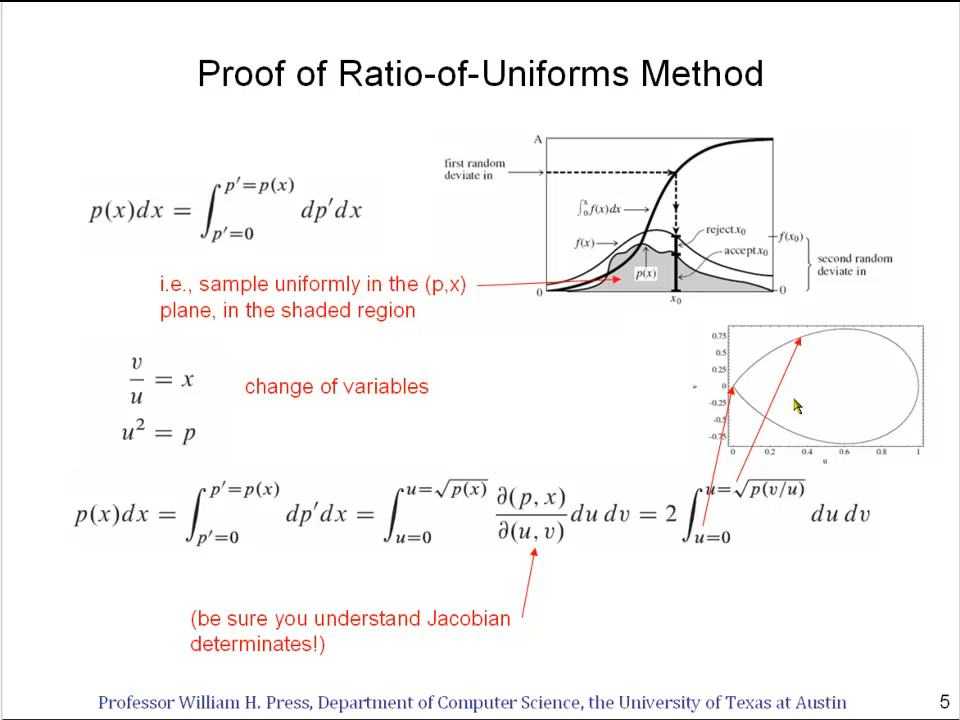 Proof of Ratio-of-Uniforms Method
p(x)dx = ∫_{p′=0}^{p′=p(x)} dp′dx
A
first random
deviate in
∫₀ˣ f(x)dx
f(x)
reject x₀
accept x₀
f(x₀)
p(x)
second random
deviate in
0
0
x₀
i.e., sample uniformly in the (p,x)
plane, in the shaded region
v/u = x
u² = p
change of variables
0.75
0.5
0.25
0
-0.25
-0.5
-0.75
v
0 0.2 0.4 0.6 0.8 1
u
p(x)dx = ∫_{p′=0}^{p′=p(x)} dp′dx = ∫_{u=0}^{u=√p(x)} ∂(p, x)/∂(u, v) du dv = 2 ∫_{u=0}^{u=√p(v/u)} du dv
(be sure you understand Jacobian
determinates!)
Professor William H. Press, Department of Computer Science, the University of Texas at Austin
5